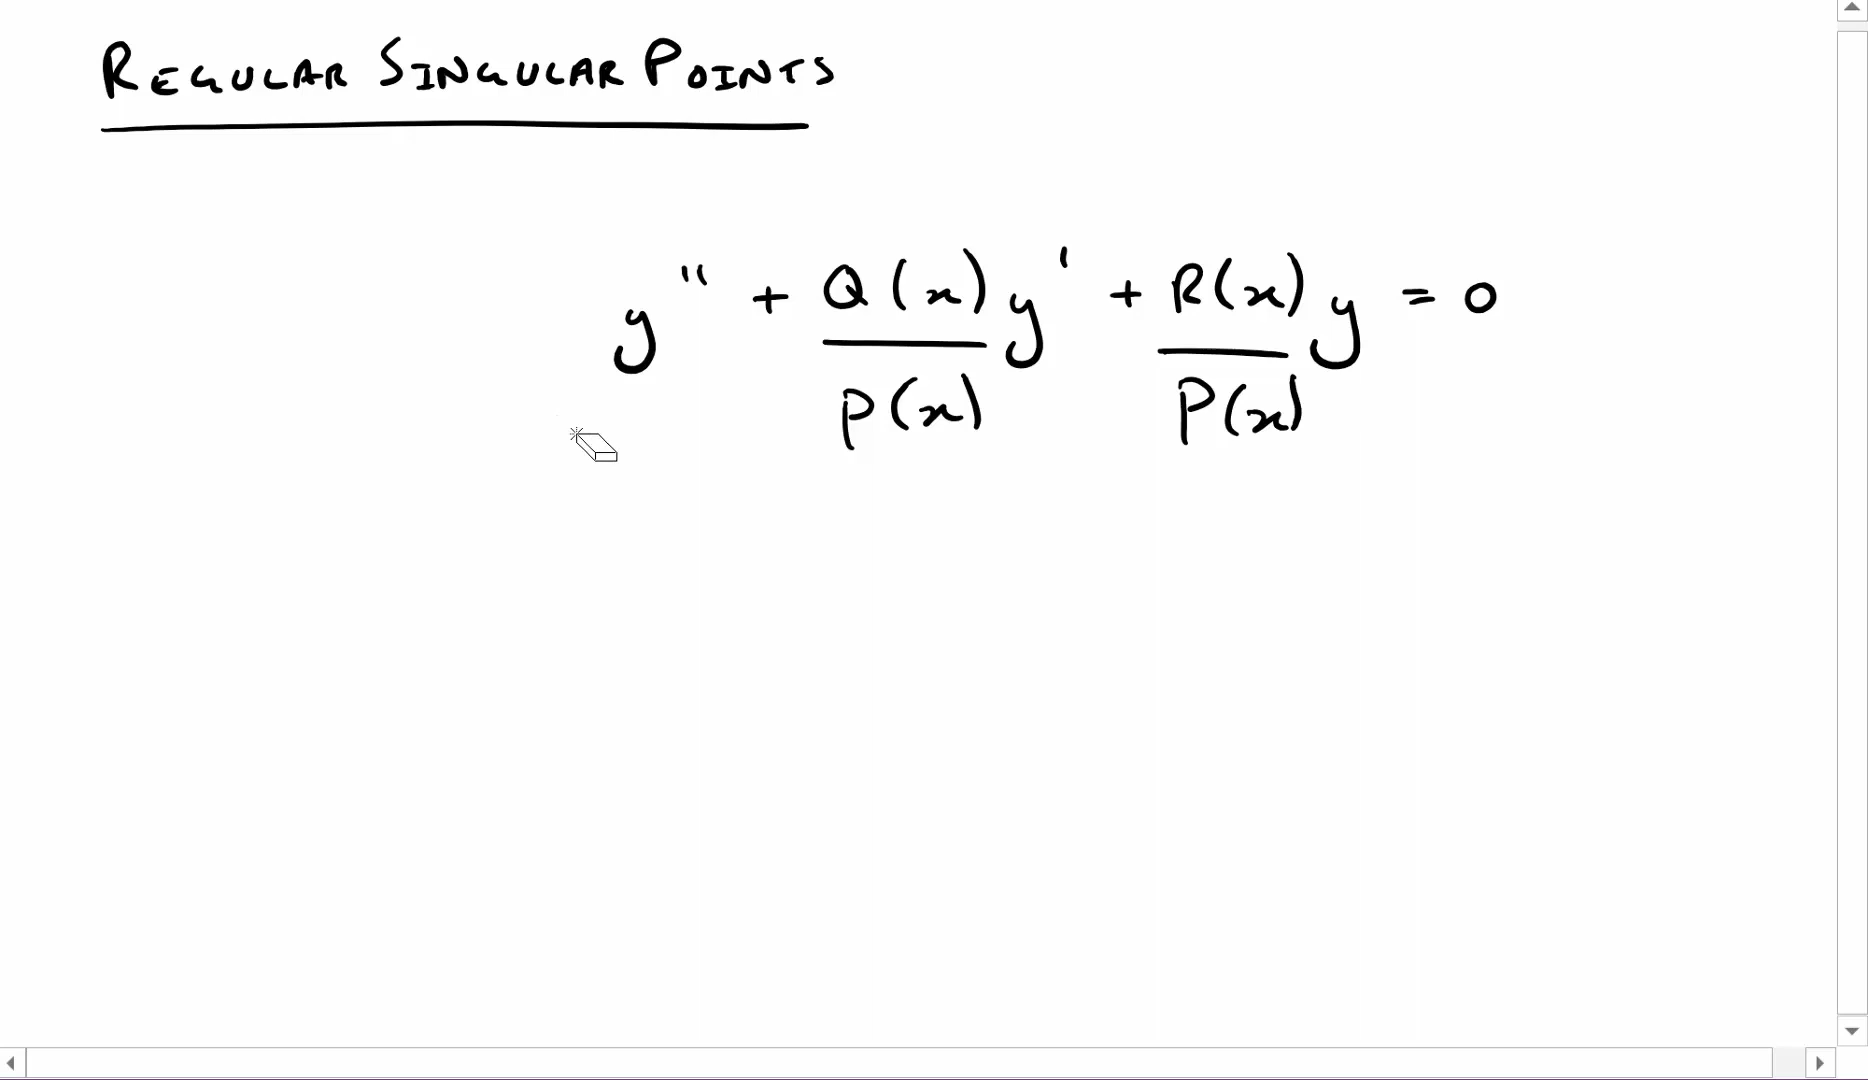 REGULAR SINGULAR POINTS
y'' + Q(x)/P(x) y' + R(x)/P(x) y = 0